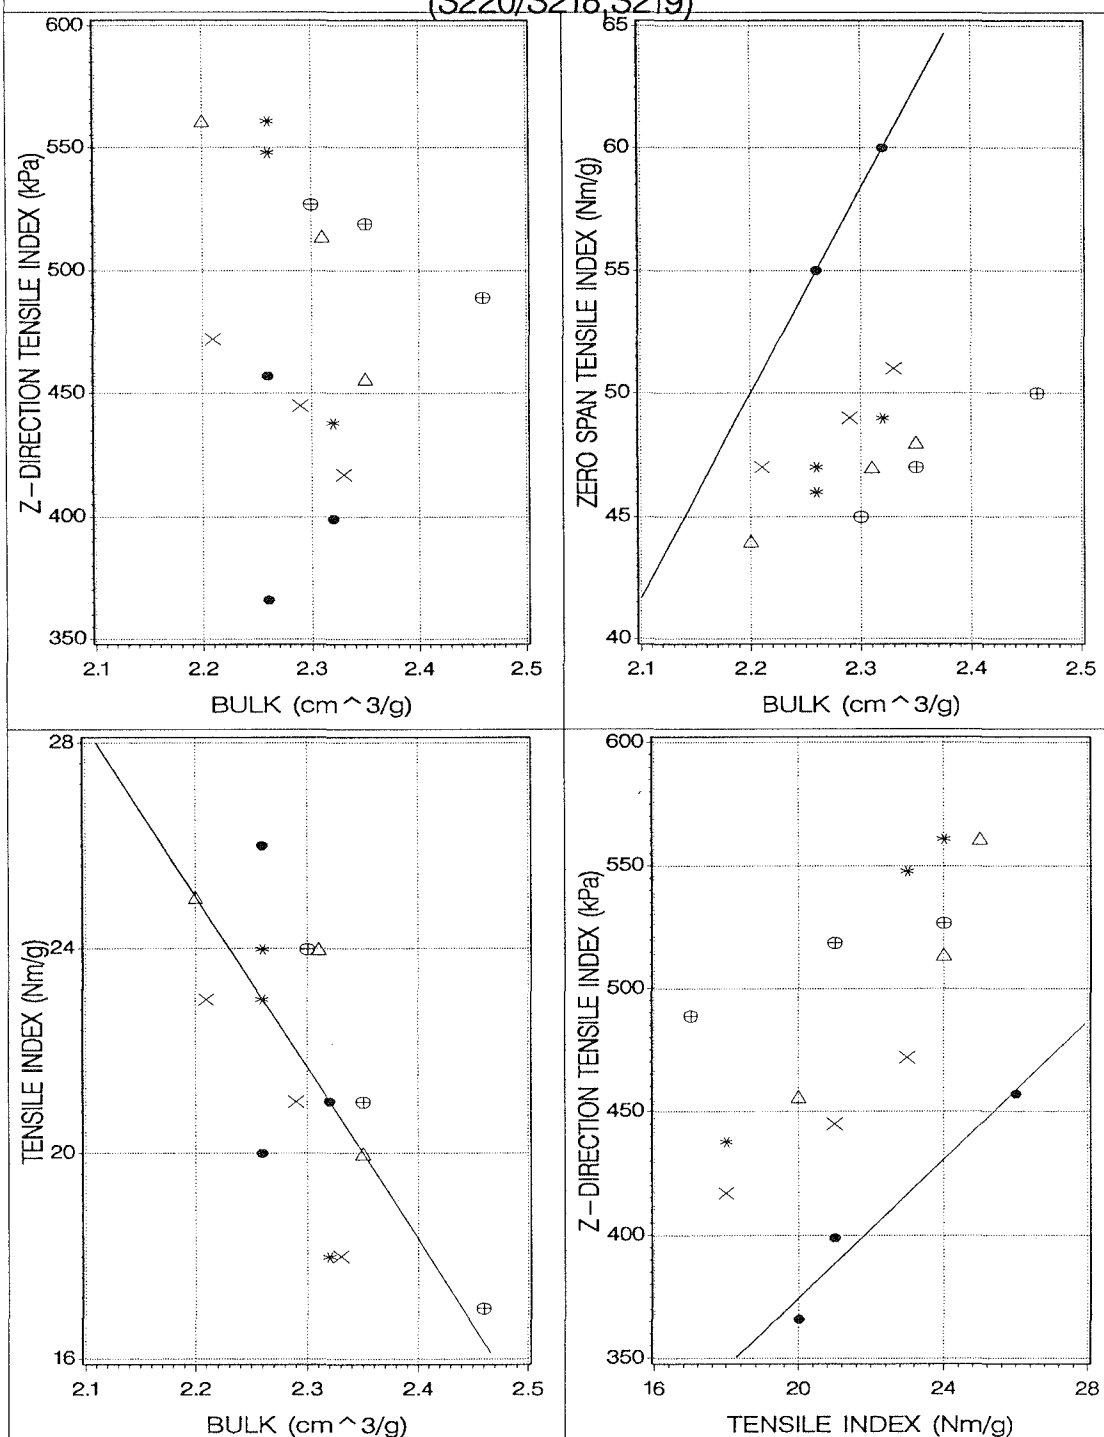 (S220/S218,S219)
Z-DIRECTION TENSILE INDEX (kPa)
600
550
500
450
400
350
2.1 2.2 2.3 2.4 2.5
BULK (cm^3/g)
ZERO SPAN TENSILE INDEX (Nm/g)
65
60
55
50
45
40
2.1 2.2 2.3 2.4 2.5
BULK (cm^3/g)
TENSILE INDEX (Nm/g)
28
24
20
16
2.1 2.2 2.3 2.4 2.5
BULK (cm^3/g)
Z-DIRECTION TENSILE INDEX (kPa)
600
550
500
450
400
350
16 20 24 28
TENSILE INDEX (Nm/g)